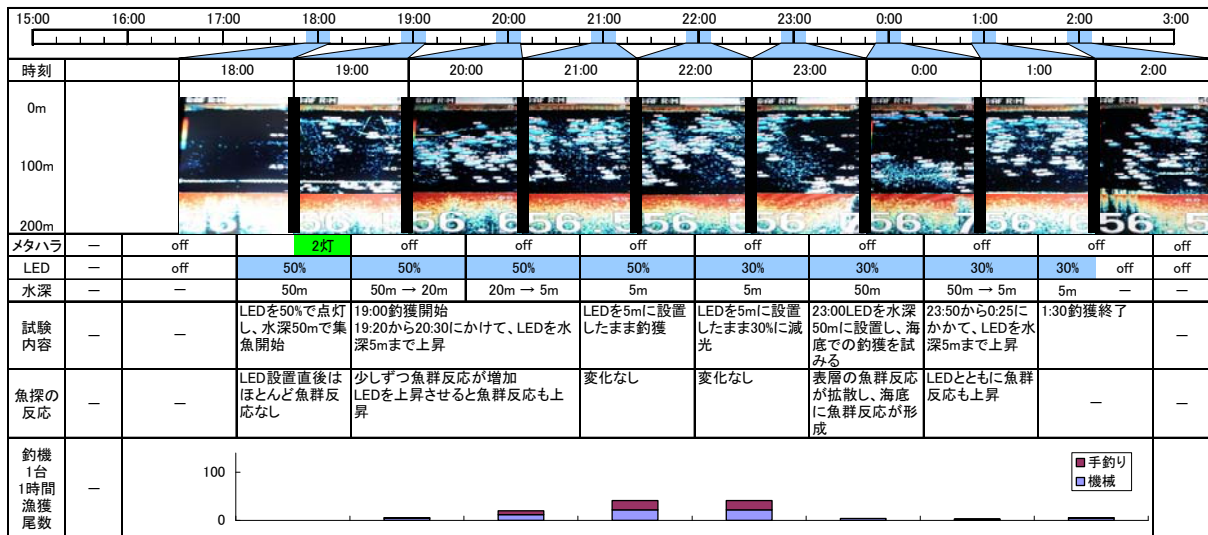 15:00 16:00 17:00 18:00 19:00 20:00 21:00 22:00 23:00 0:00 1:00 2:00 3:00
時刻 18:00 19:00 20:00 21:00 22:00 23:00 0:00 1:00 2:00
0m
100m
200m
メタハラ － off 2灯 off off off off off off off off
LED － off 50% 50% 50% 50% 30% 30% 30% 30% off off
水深 － － 50m 50m → 20m 20m → 5m 5m 5m 50m 50m → 5m 5m － －
試験
内容
－ －
LEDを50%で点灯
し、水深50mで集
魚開始
19:00釣獲開始
19:20から20:30にかけて、LEDを水
深5mまで上昇
LEDを5mに設置
したまま釣獲
LEDを5mに設置
したまま30%に減
光
23:00LEDを水深
50mに設置し、海
底での釣獲を試
みる
23:50から0:25に
かかて、LEDを水
深5mまで上昇
1:30釣獲終了
－
魚探の
反応
－ －
LED設置直後は
ほとんど魚群反
応なし
少しずつ魚群反応が増加
LEDを上昇させると魚群反応も上
昇
変化なし
変化なし
表層の魚群反応
が拡散し、海底
に魚群反応が形
成
LEDとともに魚群
反応も上昇
－ －
釣機
1台
1時間
漁獲
尾数
－
100
0
手釣り
機械